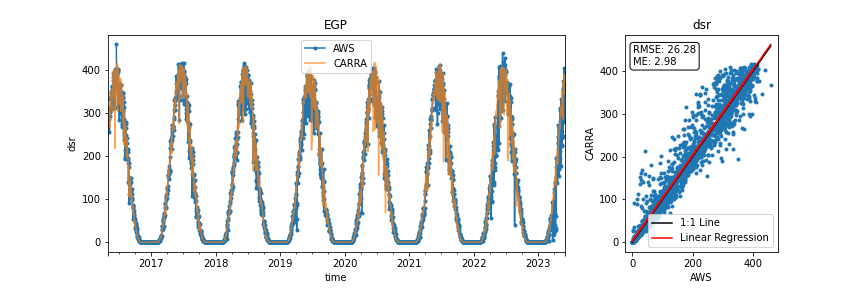 EGP
dsr
400
300
200
100
0
dsr
AWS
CARRA
2017
2018
2019
2020
2021
2022
2023
time
dsr
RMSE: 26.28
ME: 2.98
400
300
200
100
0
CARRA
1:1 Line
Linear Regression
0
200
400
AWS